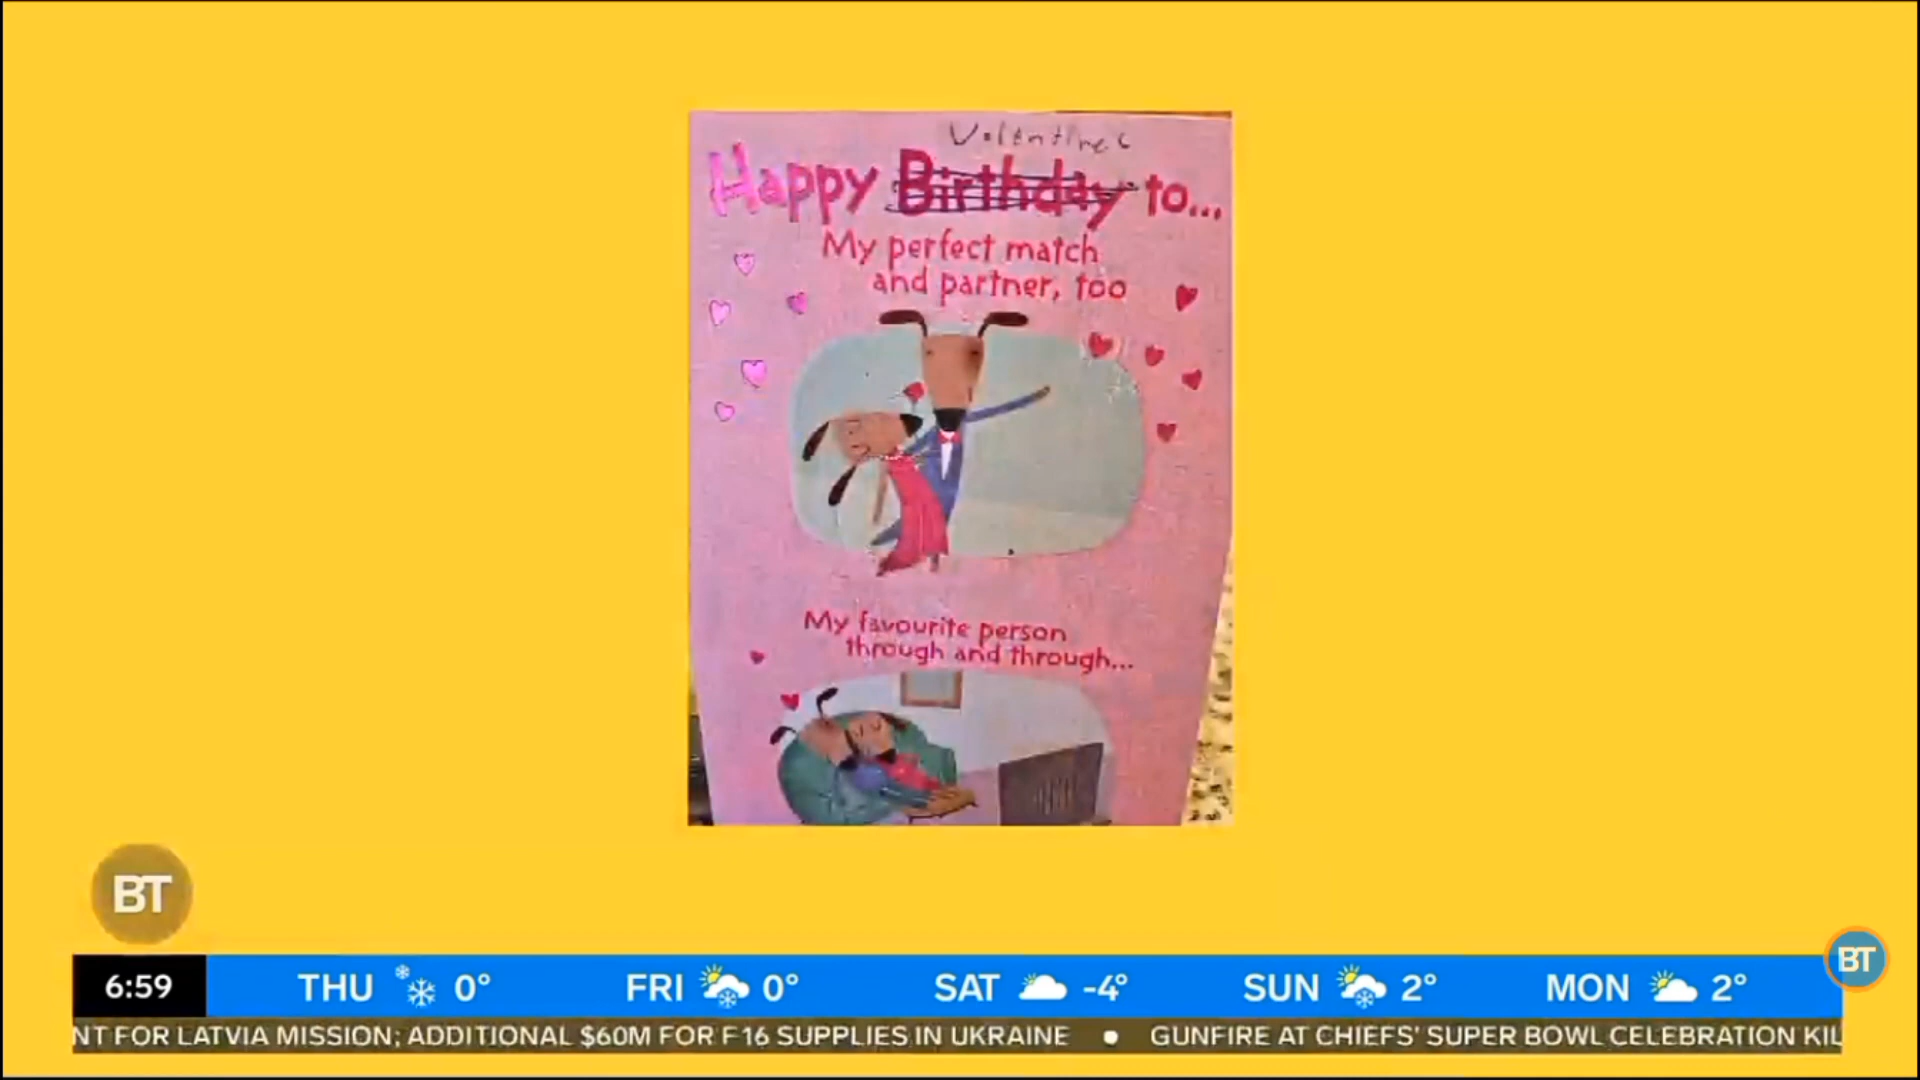 Valentines
Happy Birthday to...
My perfect match
and partner, too
My favourite person
through and through...
BT
BT
6:59 THU 0° FRI 0° SAT -4° SUN 2° MON 2°
NT FOR LATVIA MISSION; ADDITIONAL $60M FOR F16 SUPPLIES IN UKRAINE • GUNFIRE AT CHIEFS' SUPER BOWL CELEBRATION KIL